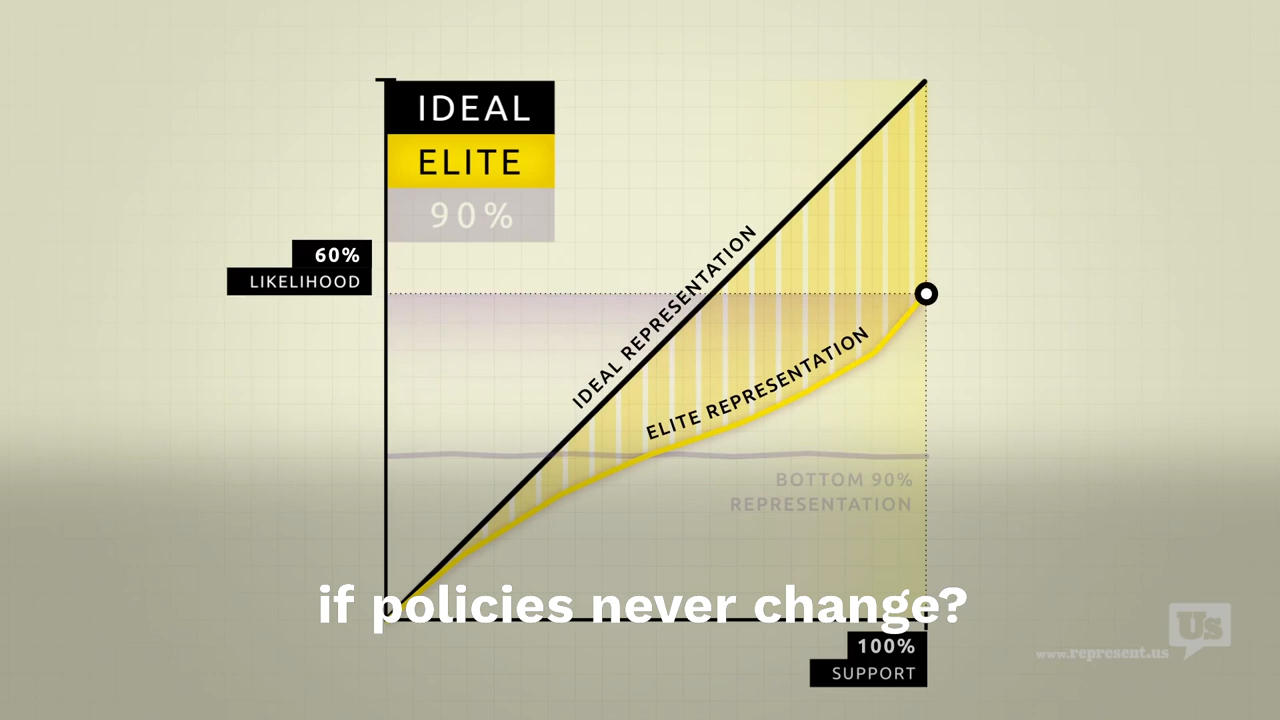 IDEAL
ELITE
90%
60%
LIKELIHOOD
IDEAL REPRESENTATION
ELITE REPRESENTATION
BOTTOM 90%
REPRESENTATION
if policies never change?
100%
SUPPORT
Us
www.represent.us